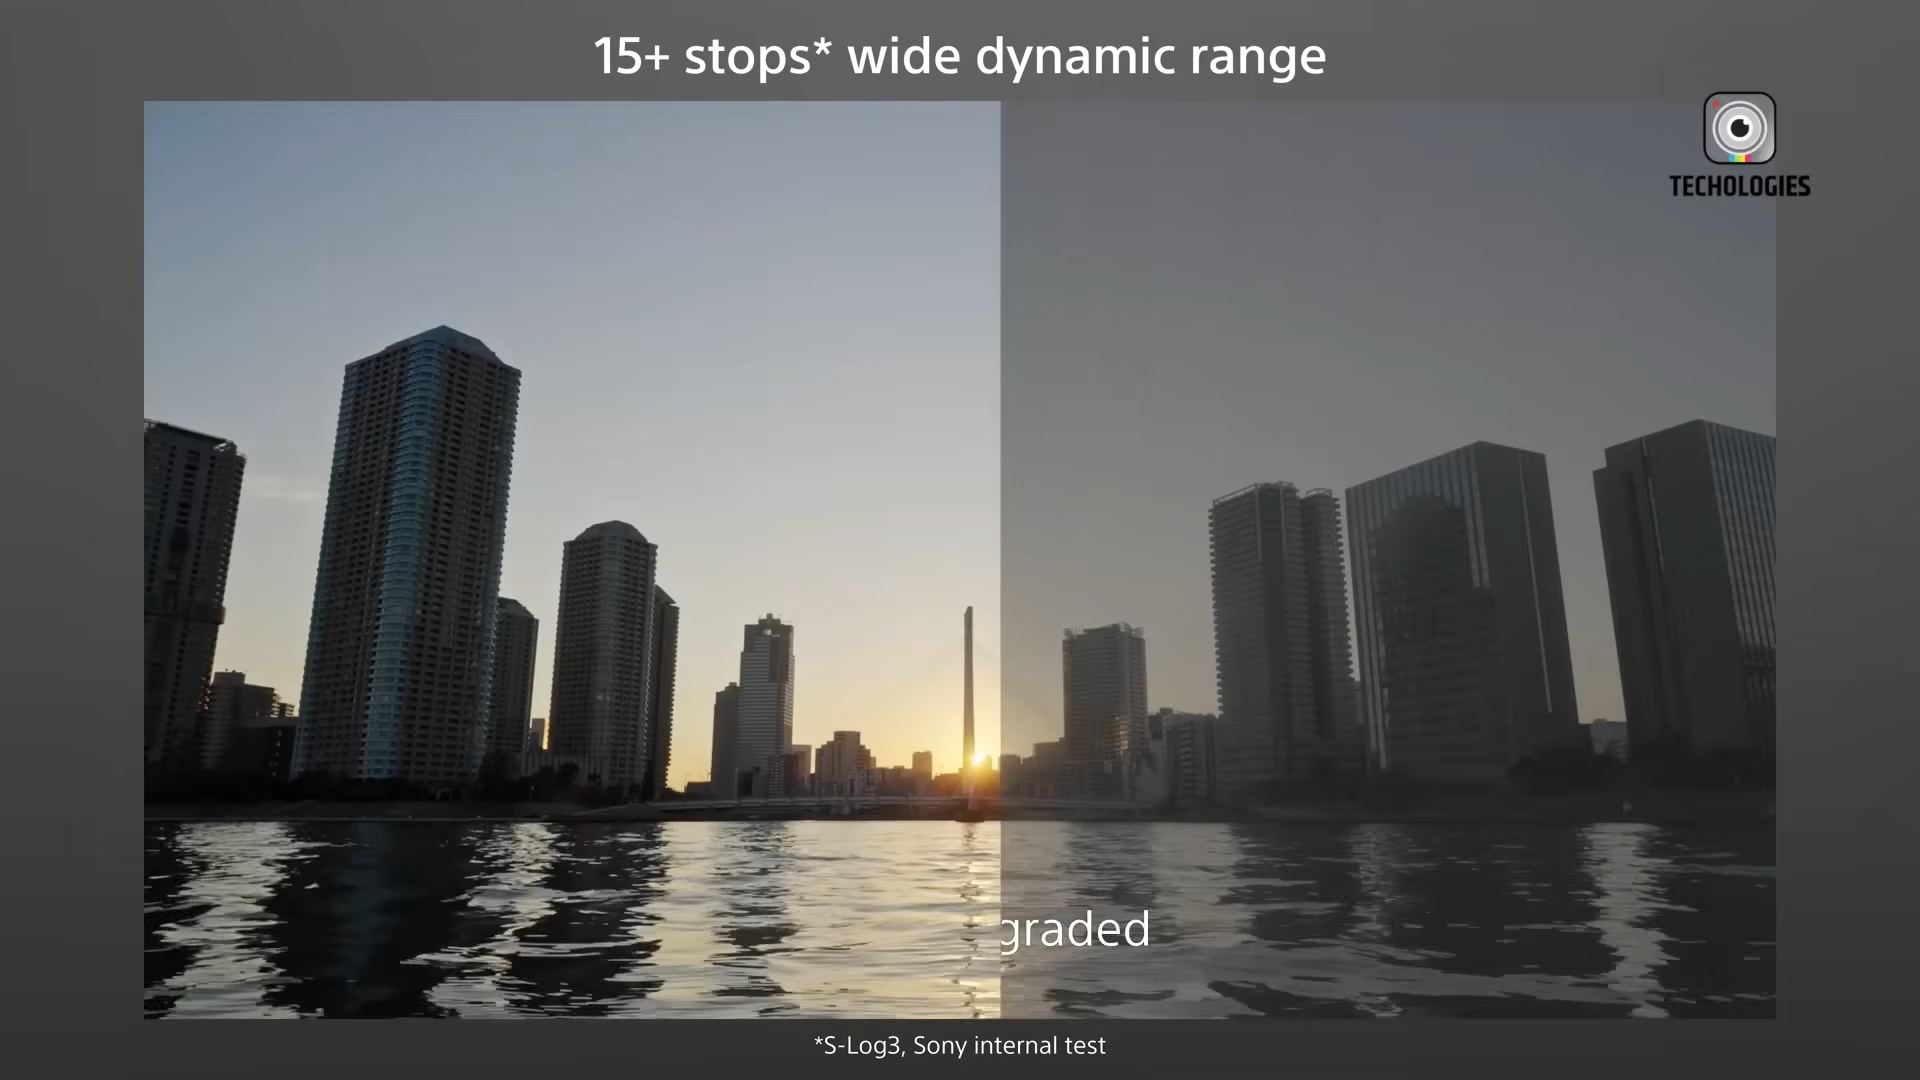 15+ stops* wide dynamic range
TECHOLOGIES
graded
*S-Log3, Sony internal test